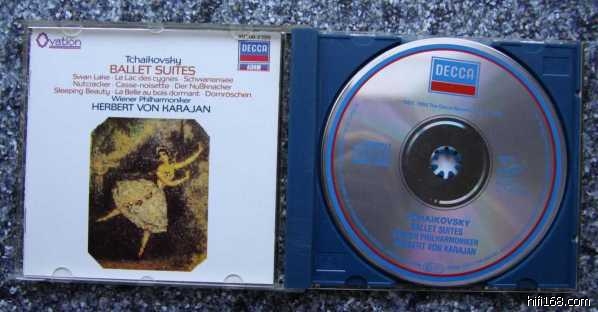 Ovation
DECCA
Tchaikovsky
BALLET SUITES
Swan Lake · Le Lac des cygnes · Schwanensee
Nutcracker · Casse-noisette · Der Nußknacker
Sleeping Beauty · La Belle au bois dormant · Dornröschen
Wiener Philharmoniker
HERBERT VON KARAJAN
DECCA
TCHAIKOVSKY
BALLET SUITES
WIENER PHILHARMONIKER
HERBERT VON KARAJAN
hifi168.com